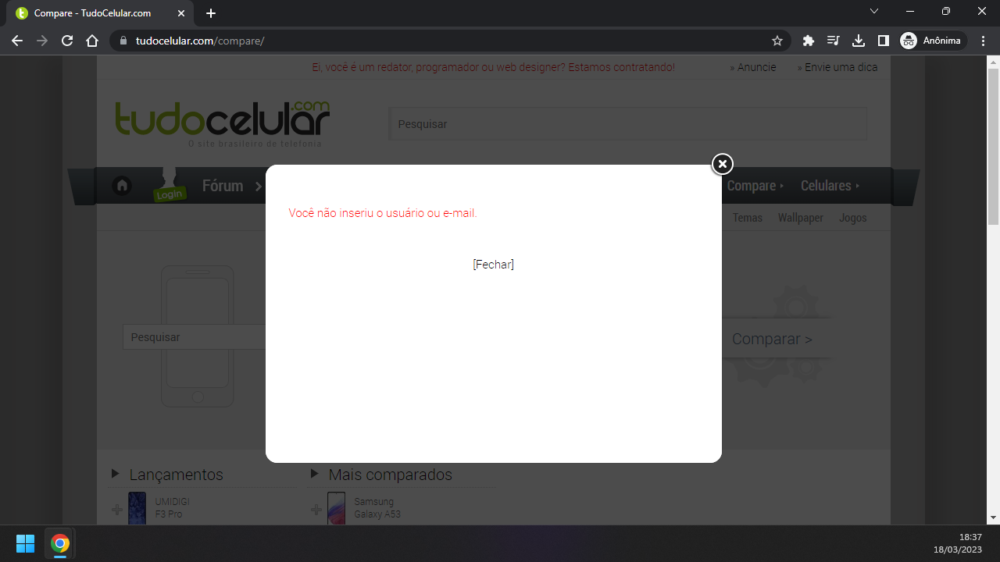 Compare - TudoCelular.com
tudocelular.com/compare/
Anônima
Ei, você é um redator, programador ou web designer? Estamos contratando!
» Anuncie
» Envie uma dica
tudocelular.com
O site brasileiro de telefonia
Pesquisar
Login
Fórum
Compare
Celulares
Temas
Wallpaper
Jogos
Você não inseriu o usuário ou e-mail.
[Fechar]
Pesquisar
Comparar >
Lançamentos
Mais comparados
UMIDIGI
F3 Pro
Samsung
Galaxy A53
18:37
18/03/2023